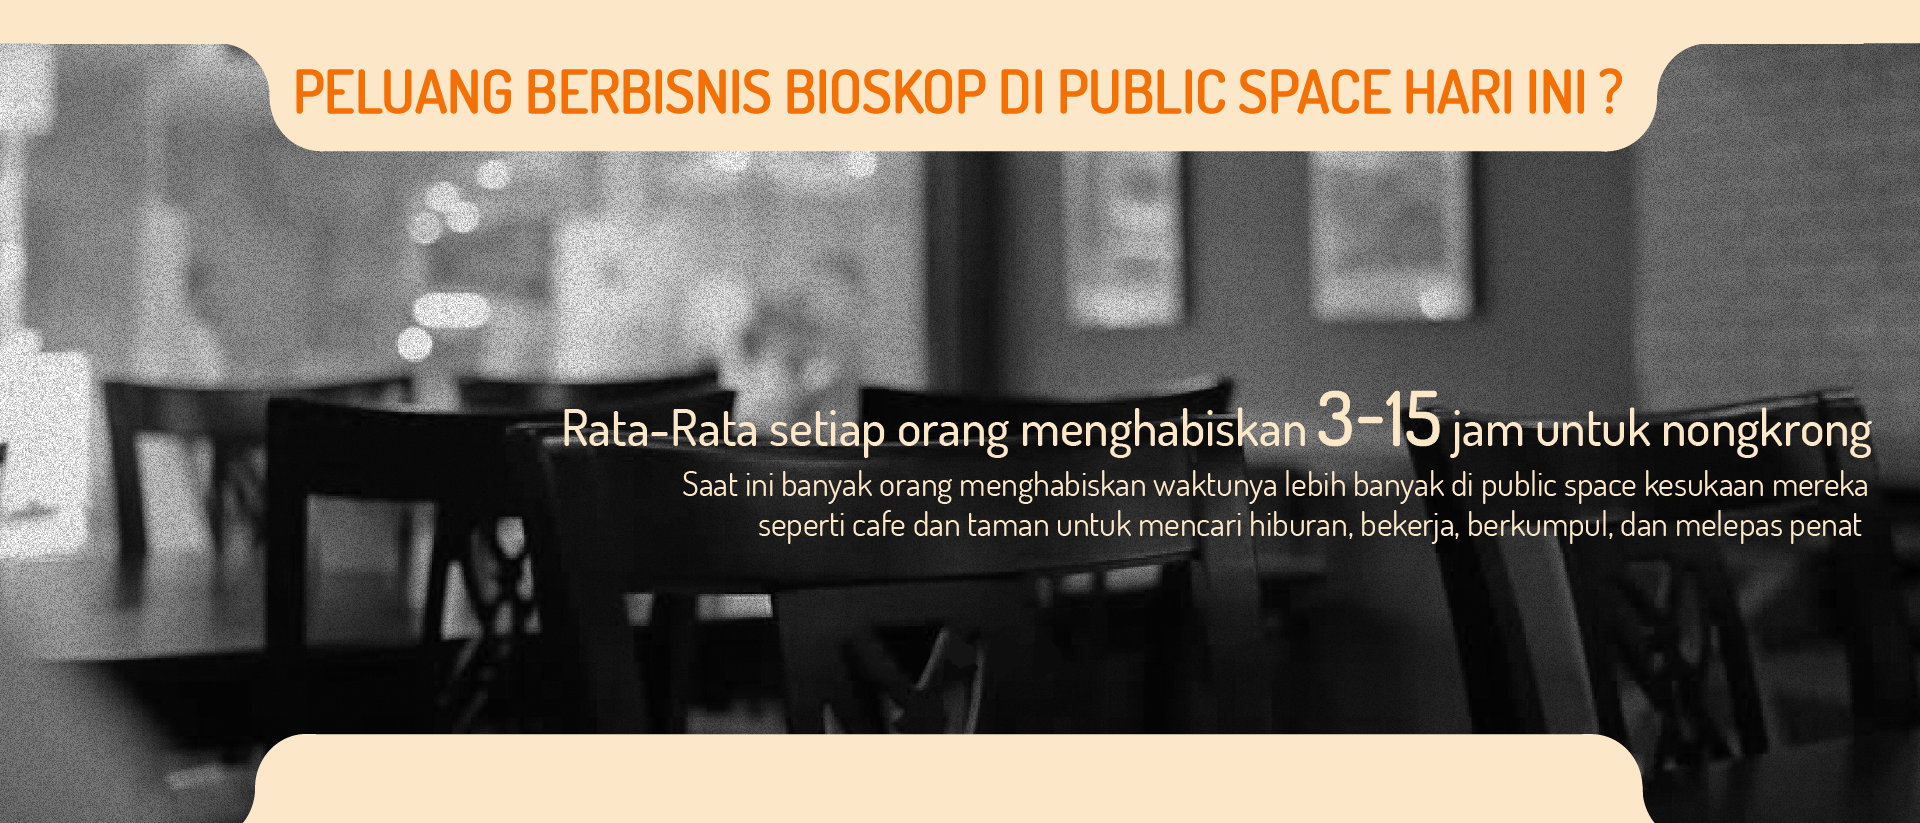 PELUANG BERBISNIS BIOSKOP DI PUBLIC SPACE HARI INI ?
Rata-Rata setiap orang menghabiskan 3-15 jam untuk nongkrong
Saat ini banyak orang menghabiskan waktunya lebih banyak di public space kesukaan mereka
seperti cafe dan taman untuk mencari hiburan, bekerja, berkumpul, dan melepas penat